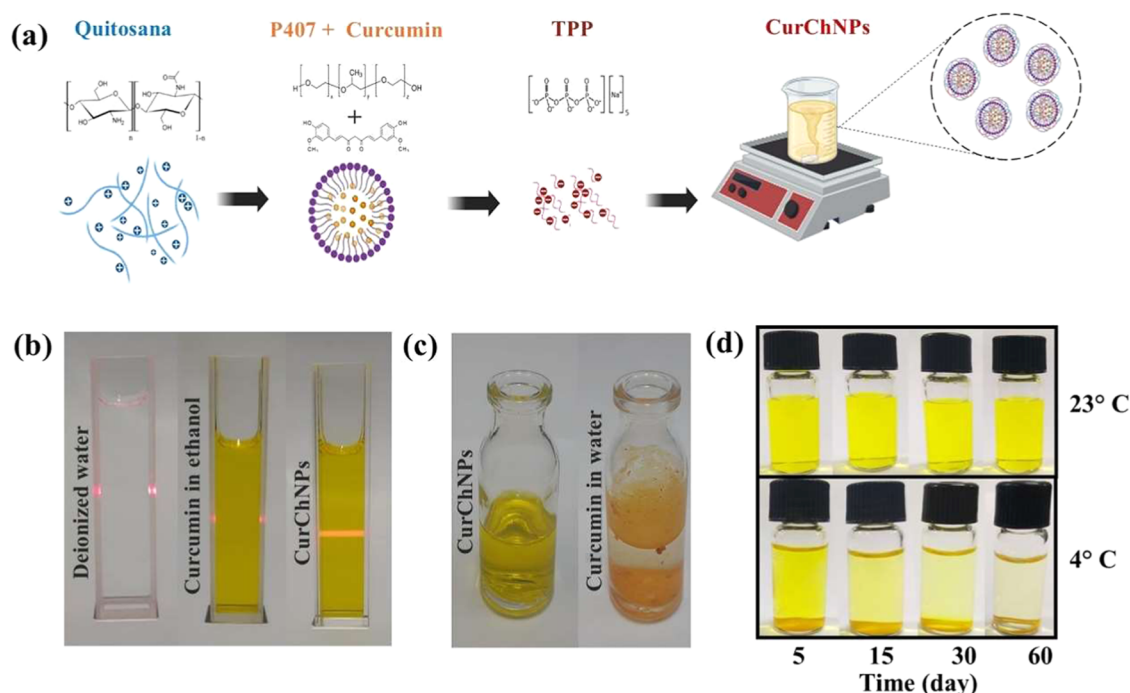 (a)
Quitosana
P407 + Curcumin
TPP
CurChNPs
(b)
Deionized water
Curcumin in ethanol
CurChNPs
(c)
CurChNPs
Curcumin in water
(d)
23° C
4° C
5 15 30 60
Time (day)